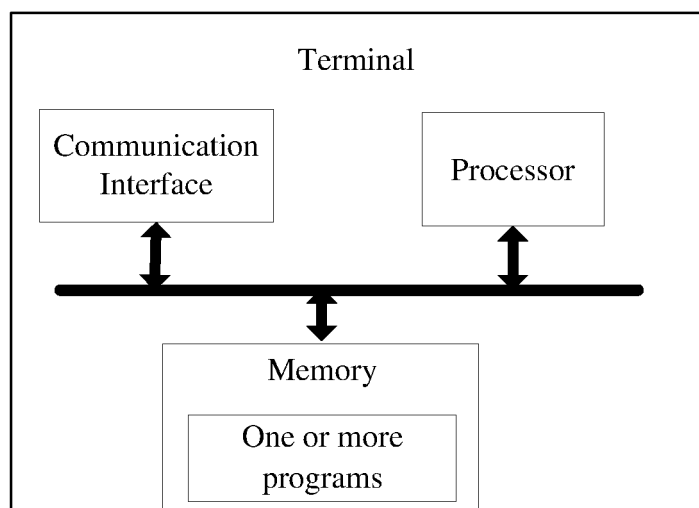 Terminal
Communication
Interface
Processor
Memory
One or more
programs